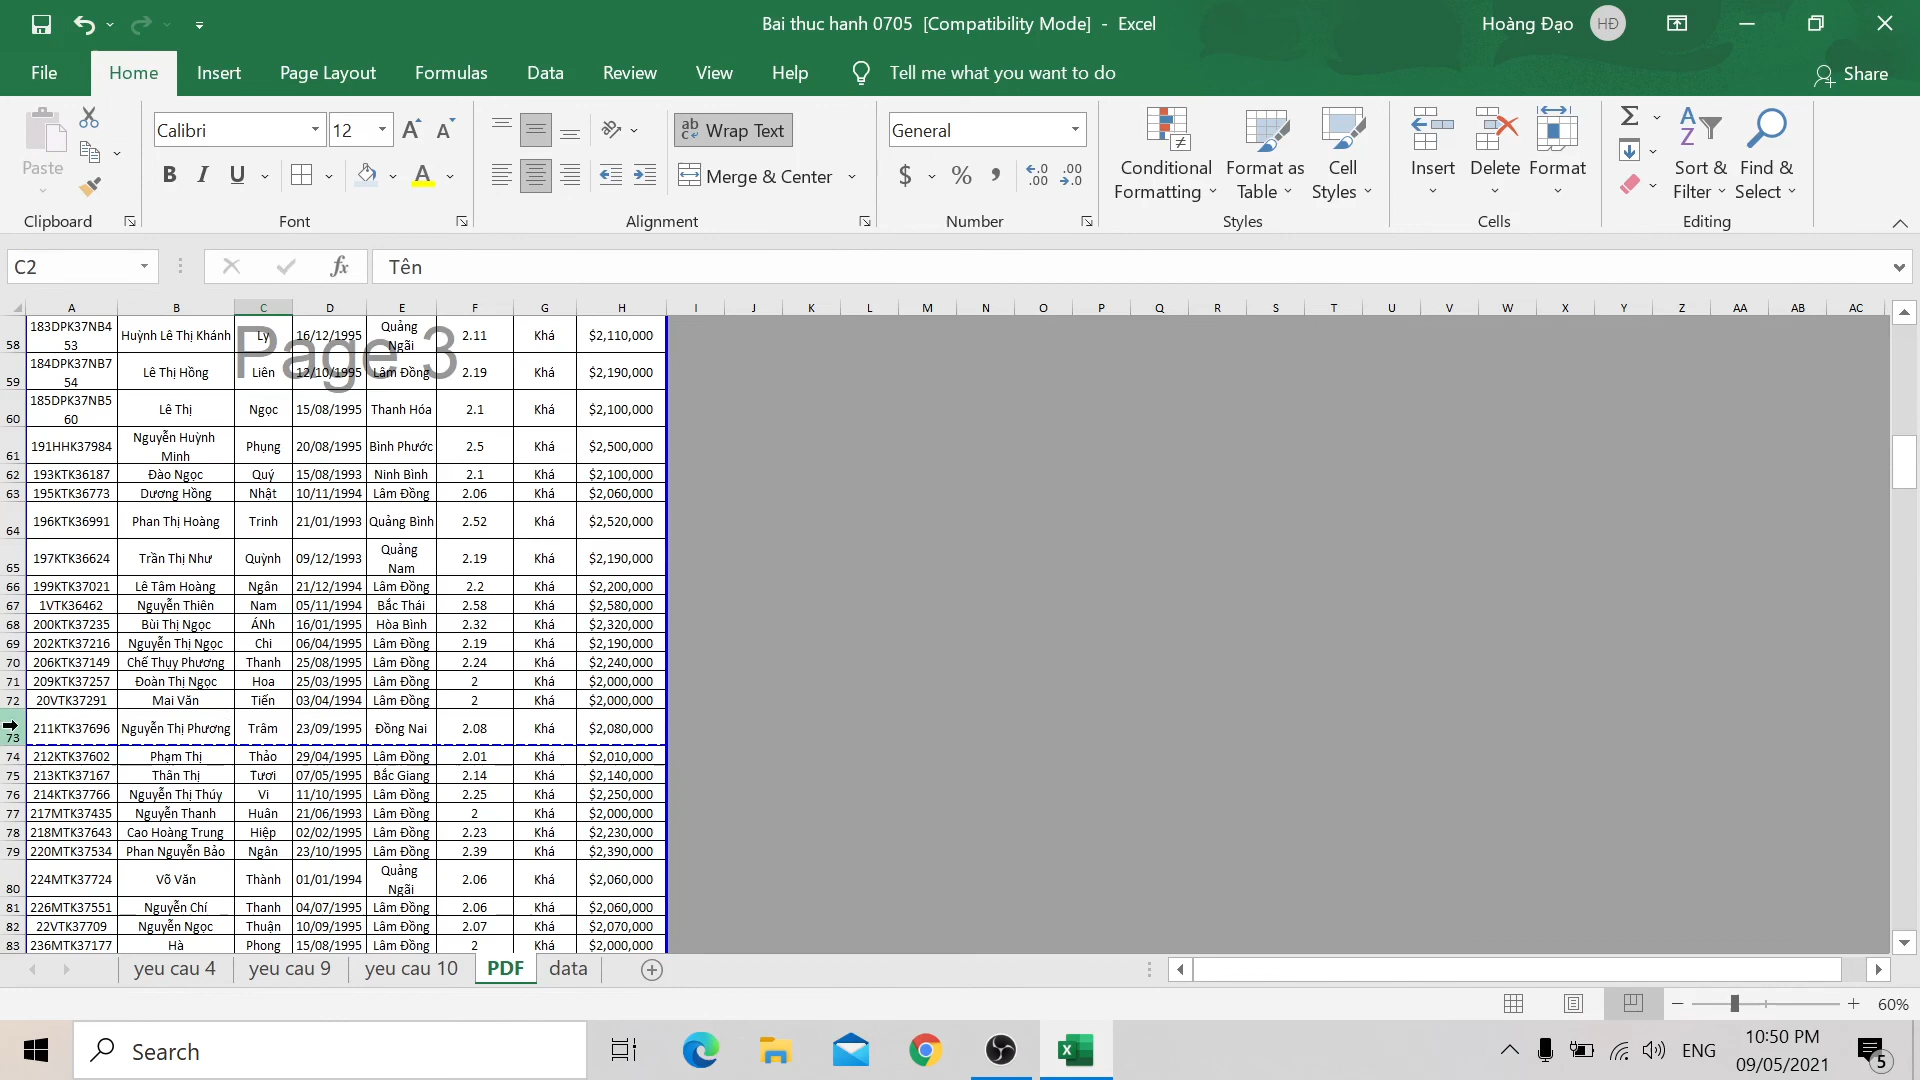 Bai thuc hanh 0705 [Compatibility Mode] - Excel
Hoàng Đạo HĐ
File Home Insert Page Layout Formulas Data Review View Help Tell me what you want to do Share
Calibri 12 Wrap Text General
Paste B I U A Merge & Center $ % Conditional Formatting Format as Table Cell Styles Insert Delete Format Sort & Filter Find & Select
Clipboard Font Alignment Number Styles Cells Editing
C2 fx Tên
A B C D E F G H I J K L M N O P Q R S T U V W X Y Z AA AB AC
Page 3
58 183DPK37NB453 Huỳnh Lê Thị Khánh Ly 16/12/1995 Quảng Ngãi 2.11 Khá $2,110,000
59 184DPK37NB754 Lê Thị Hồng Liên 12/10/1995 Lâm Đồng 2.19 Khá $2,190,000
60 185DPK37NB560 Lê Thị Ngọc 15/08/1995 Thanh Hóa 2.1 Khá $2,100,000
61 191HHK37984 Nguyễn Huỳnh Minh Phụng 20/08/1995 Bình Phước 2.5 Khá $2,500,000
62 193KTK36187 Đào Ngọc Quý 15/08/1993 Ninh Bình 2.1 Khá $2,100,000
63 195KTK36773 Dương Hồng Nhật 10/11/1994 Lâm Đồng 2.06 Khá $2,060,000
64 196KTK36991 Phan Thị Hoàng Trinh 21/01/1993 Quảng Bình 2.52 Khá $2,520,000
65 197KTK36624 Trần Thị Như Quỳnh 09/12/1993 Quảng Nam 2.19 Khá $2,190,000
66 199KTK37021 Lê Tâm Hoàng Ngân 21/12/1994 Lâm Đồng 2.2 Khá $2,200,000
67 1VTK36462 Nguyễn Thiên Nam 05/11/1994 Bắc Thái 2.58 Khá $2,580,000
68 200KTK37235 Bùi Thị Ngọc ÁNh 16/01/1995 Hòa Bình 2.32 Khá $2,320,000
69 202KTK37216 Nguyễn Thị Ngọc Chi 06/04/1995 Lâm Đồng 2.19 Khá $2,190,000
70 206KTK37149 Chế Thụy Phương Thanh 25/08/1995 Lâm Đồng 2.24 Khá $2,240,000
71 209KTK37257 Đoàn Thị Ngọc Hoa 25/03/1995 Lâm Đồng 2 Khá $2,000,000
72 20VTK37291 Mai Văn Tiến 03/04/1994 Lâm Đồng 2 Khá $2,000,000
73 211KTK37696 Nguyễn Thị Phương Trâm 23/09/1995 Đồng Nai 2.08 Khá $2,080,000
74 212KTK37602 Phạm Thị Thảo 29/04/1995 Lâm Đồng 2.01 Khá $2,010,000
75 213KTK37167 Thân Thị Tươi 07/05/1995 Bắc Giang 2.14 Khá $2,140,000
76 214KTK37766 Nguyễn Thị Thúy Vi 11/10/1995 Lâm Đồng 2.25 Khá $2,250,000
77 217MTK37435 Nguyễn Thanh Huân 21/06/1993 Lâm Đồng 2 Khá $2,000,000
78 218MTK37643 Cao Hoàng Trung Hiệp 02/02/1995 Lâm Đồng 2.23 Khá $2,230,000
79 220MTK37534 Phan Nguyễn Bảo Ngân 23/10/1995 Lâm Đồng 2.39 Khá $2,390,000
80 224MTK37724 Võ Văn Thành 01/01/1994 Quảng Ngãi 2.06 Khá $2,060,000
81 226MTK37551 Nguyễn Chí Thanh 04/07/1995 Lâm Đồng 2.06 Khá $2,060,000
82 22VTK37709 Nguyễn Ngọc Thuận 10/09/1995 Lâm Đồng 2.07 Khá $2,070,000
83 236MTK37177 Hà Phong 15/08/1995 Lâm Đồng 2 Khá $2,000,000
yeu cau 4 yeu cau 9 yeu cau 10 PDF data
60%
Search ENG 10:50 PM 09/05/2021 5